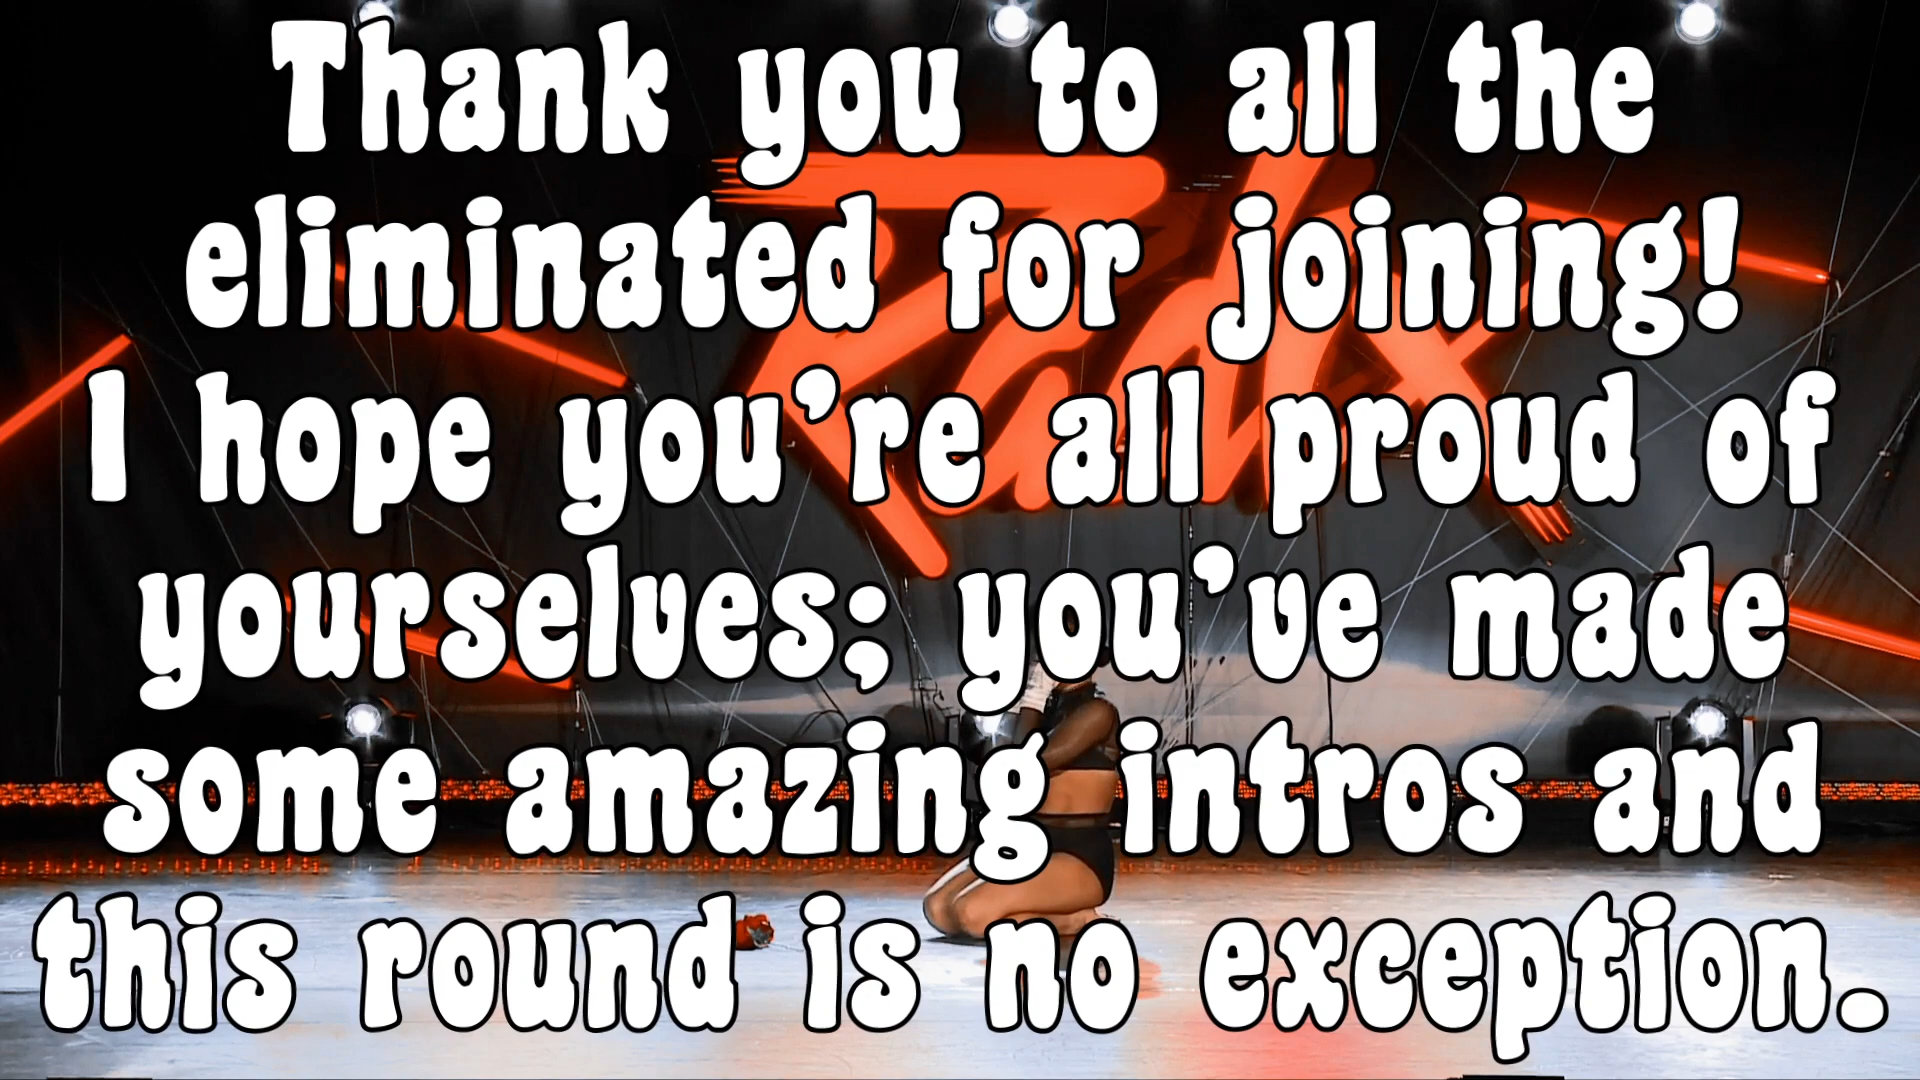 Thank you to all the
eliminated for joining!
I hope you're all proud of
yourselves; you've made
some amazing intros and
this round is no exception.
Radix